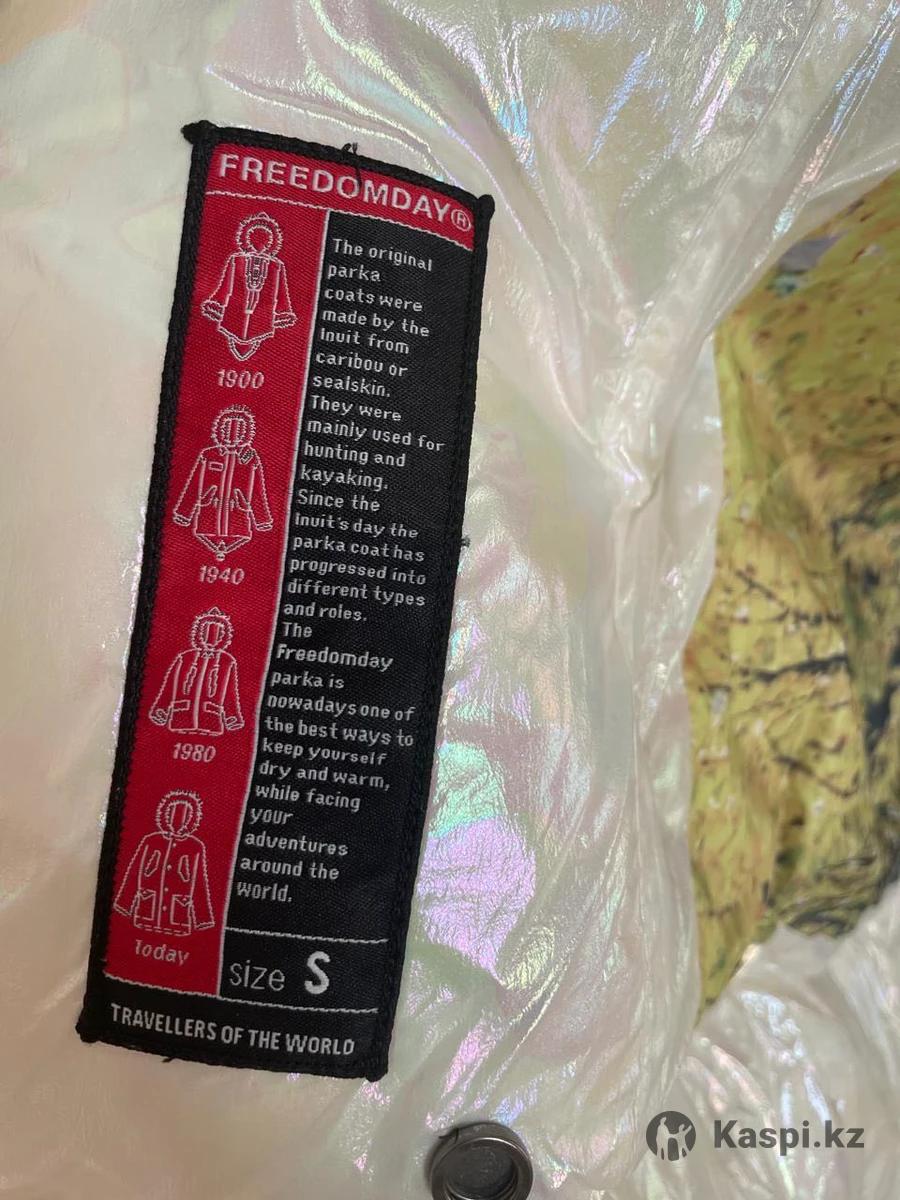 FREEDOMDAY®
1900
1940
1980
Today
The original
parka
coats were
made by the
Inuit from
caribou or
sealskin.
They were
mainly used for
hunting and
kayaking.
Since the
Inuit's day the
parka coat has
progressed into
different types
and roles.
The
Freedomday
parka is
nowadays one of
the best ways to
keep yourself
dry and warm,
while facing
your
adventures
around the
world.
size S
TRAVELLERS OF THE WORLD
Kaspi.kz